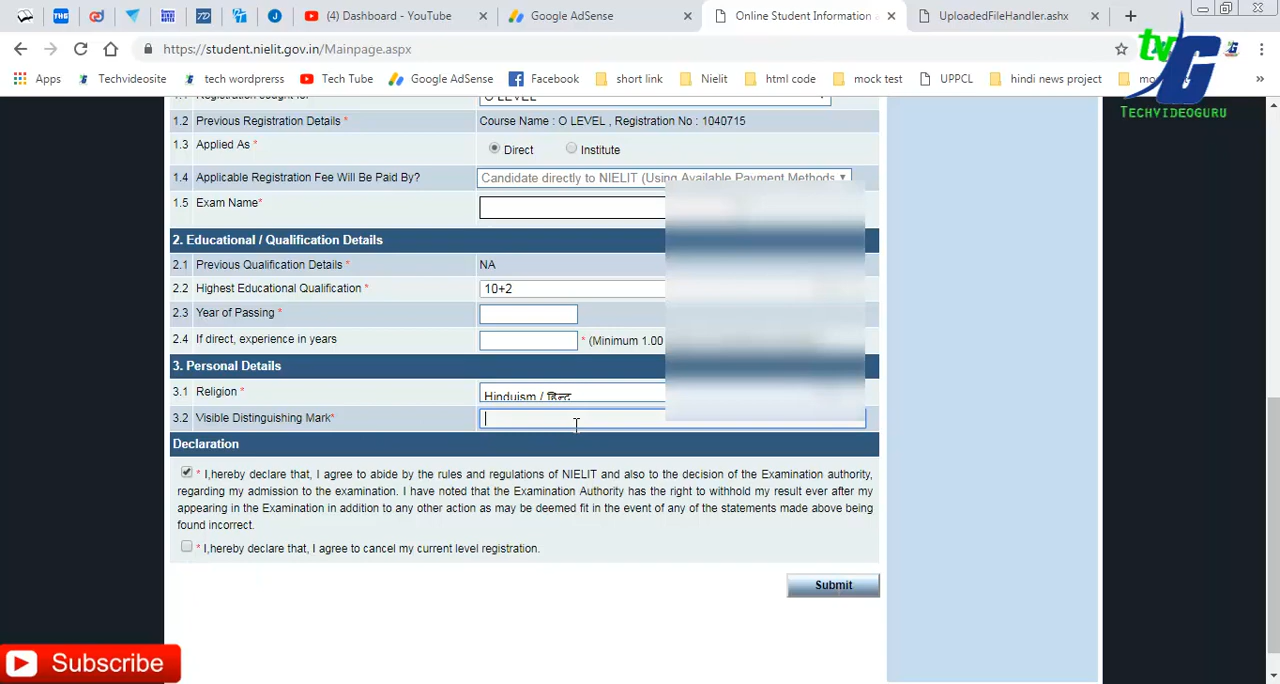 (4) Dashboard - YouTube
Google AdSense
Online Student Information
UploadedFileHandler.ashx
https://student.nielit.gov.in/Mainpage.aspx
Apps Techvideosite tech wordprerss Tech Tube Google AdSense Facebook short link html code mock test UPPCL hindi news project
tv G
TECHVIDEOGURU
O LEVEL
1.2 Previous Registration Details * Corse Name : O LEVEL , Registration No : 1040715
1.3 Applied As * Direct Institute
1.4 Applicable Registration Fee Will Be Paid By? Candidate directly to NIELIT (Using Available Payment Methods
1.5 Exam Name*
2. Educational / Qualification Details
2.1 Previous Qualification Details * NA
2.2 Highest Educational Qualification * 10+2
2.3 Year of Passing *
2.4 If direct, experience in years * (Minimum 1.00
3. Personal Details
3.1 Religion * Hinduism /
3.2 Visible Distinguishing Mark*
Declaration
* I,hereby declare that, I agree to abide by the rules and regulations of NIELIT and also to the decision of the Examination authority,
regarding my admission to the examination. I have noted that the Examination Authority has the right to withhold my result ever after my
appearing in the Examination in addition to any other action as may be deemed fit in the event of any of the statements made above being
found incorrect.
* I,hereby declare that, I agree to cancel my current level registration.
Submit
Subscribe